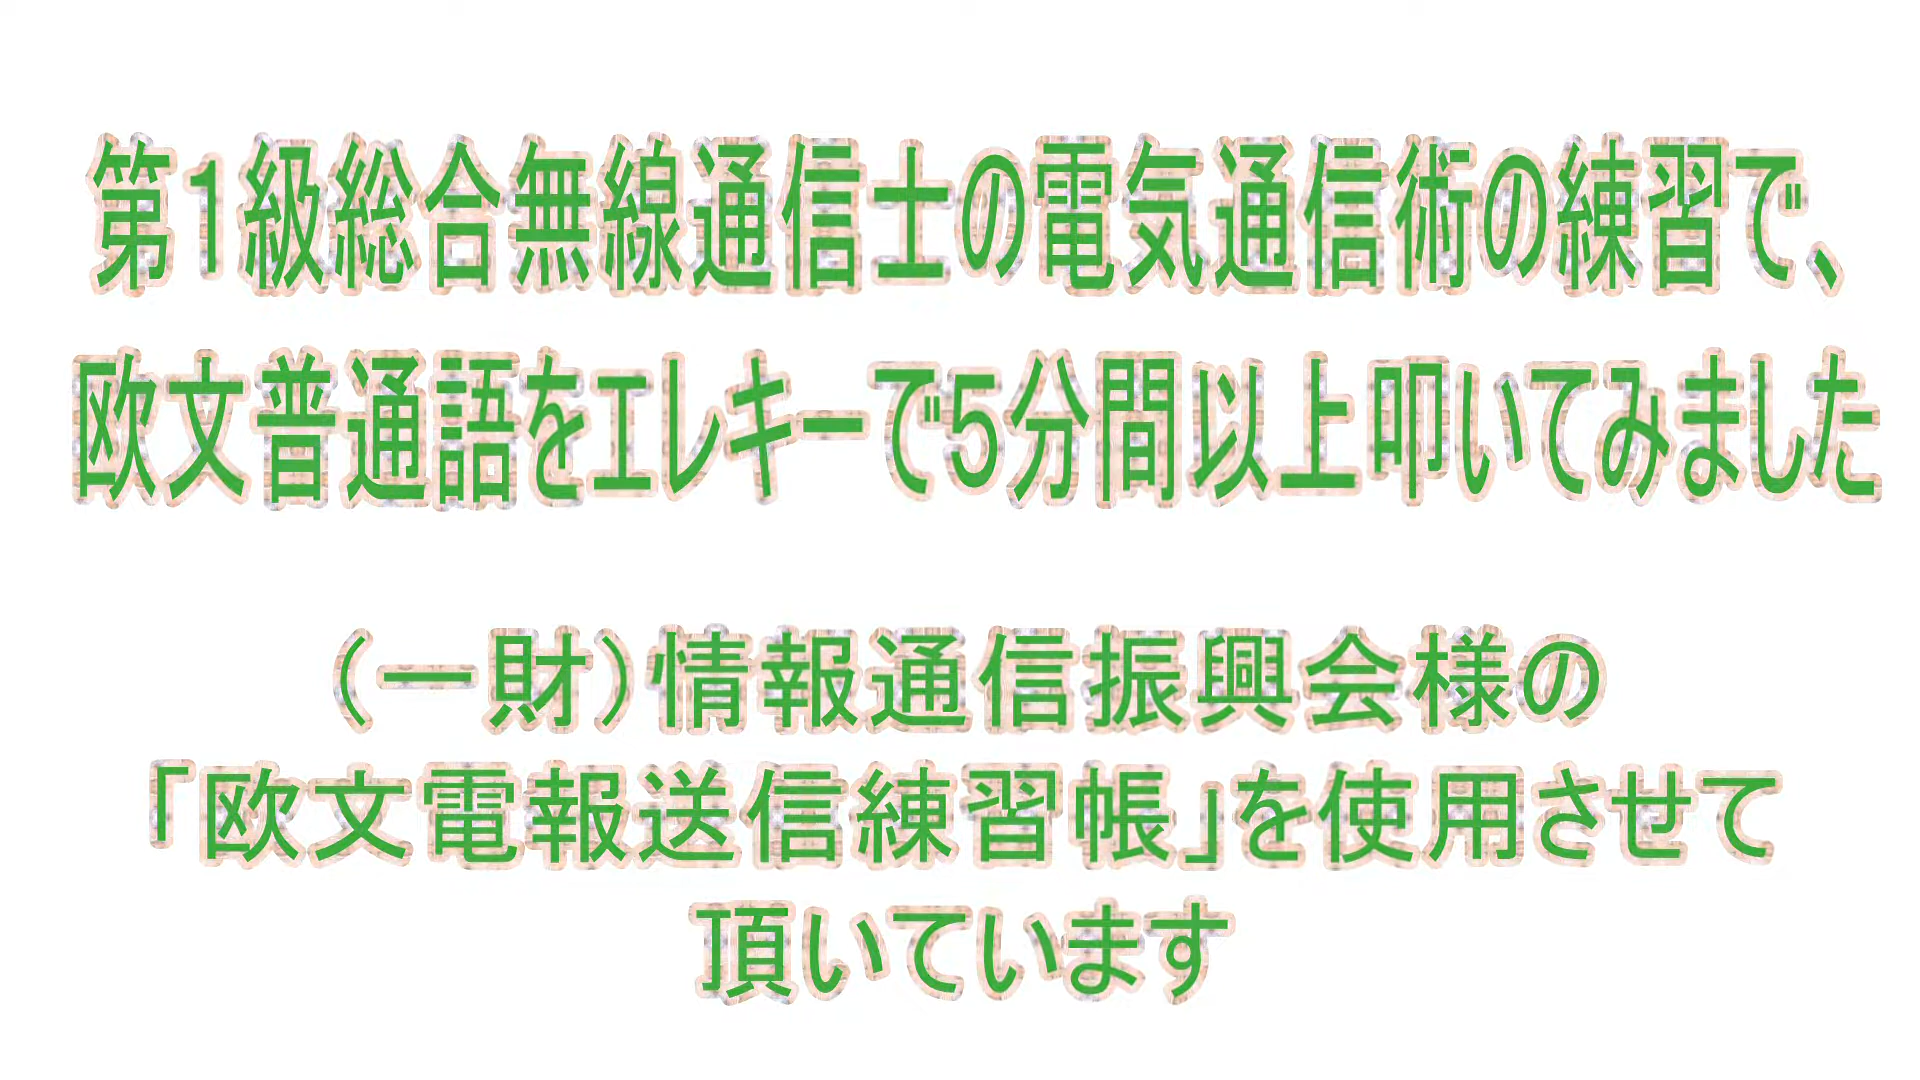 第1級総合無線通信士の電気通信術の練習で、
欧文普通語をエレキーで5分間以上叩いてみました
(一財)情報通信振興会様の
「欧文電報送信練習帳」を使用させて
頂いています